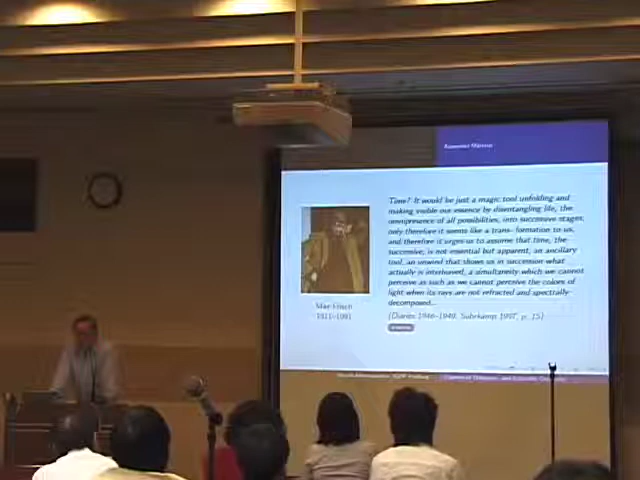 Time? It would be just a magic tool unfolding and
making visible our essence by disentangling life, the
omnipresence of all possibilities, into successive stages;
only therefore it seems like a trans- formation to us,
and therefore it urges us to assume that time, the
successive, is not essential but apparent, an ancillary
tool, an unwind that shows us in succession what
actually is interlocked, a simultaneity which we cannot
perceive as such as we cannot perceive the colors of
light when its rays are not refracted and spectrally
decomposed...
(Diaries 1946–1949. Suhrkamp 1997, p. 15)
Max Frisch
1911–1991